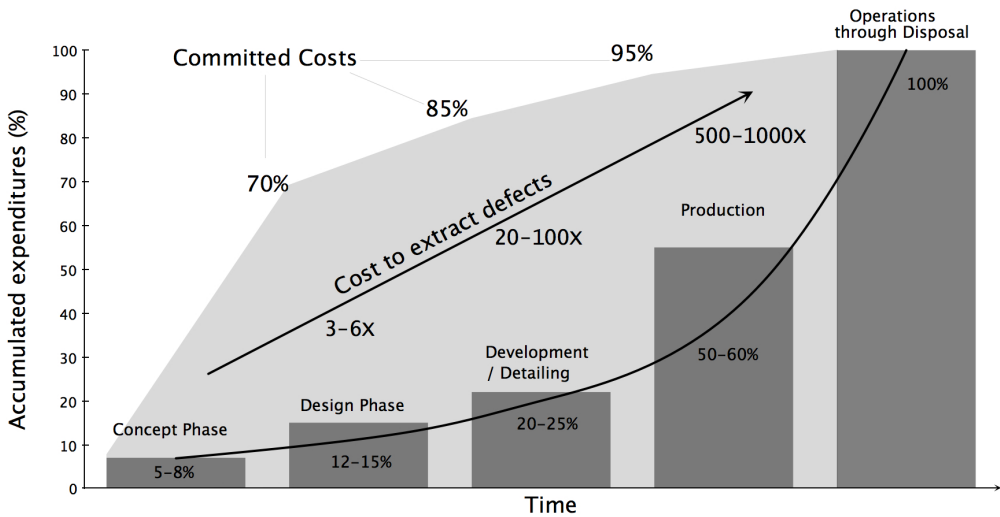 Operations
through Disposal
Committed Costs
95%
85%
70%
100%
500-1000x
Cost to extract defects
20-100x
3-6x
Production
50-60%
Development
/ Detailing
20-25%
Design Phase
12-15%
Concept Phase
5-8%
Accumulated expenditures (%)
100
90
80
70
60
50
40
30
20
10
0
Time